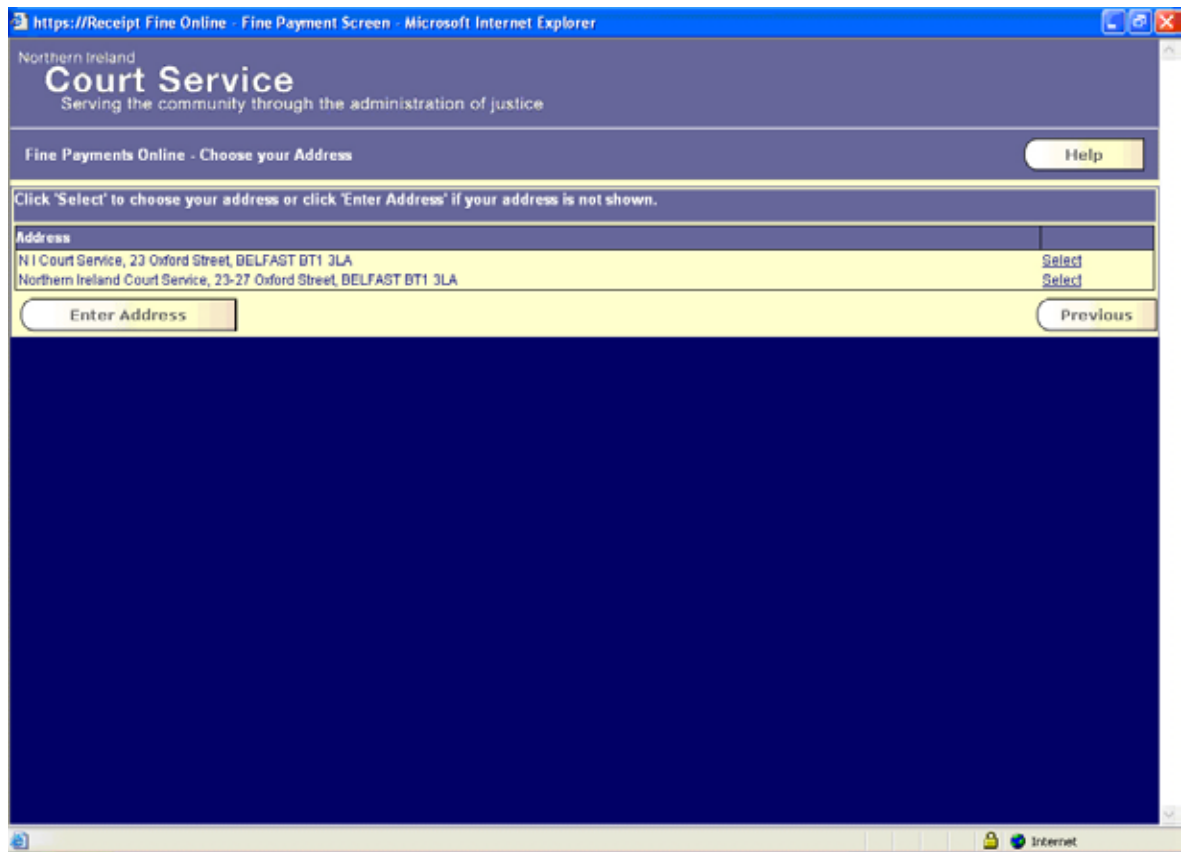 https://Receipt Fine Online - Fine Payment Screen - Microsoft Internet Explorer
Northern Ireland
Court Service
Serving the community through the administration of justice
Fine Payments Online - Choose your Address
Help
Click 'Select' to choose your address or click 'Enter Address' if your address is not shown.
Address
N I Court Service, 23 Oxford Street, BELFAST BT1 3LA Select
Northern Ireland Court Service, 23-27 Oxford Street, BELFAST BT1 3LA Select
Enter Address Previous
Internet